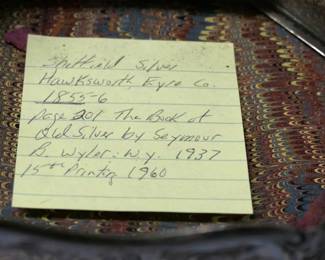 Sheffield Silver
Hawksworth, Eyre Co.
1855-6
page 201 The Book of
Old Silver by Seymour
B. Wyler. N.Y. 1937
15th Printing 1960